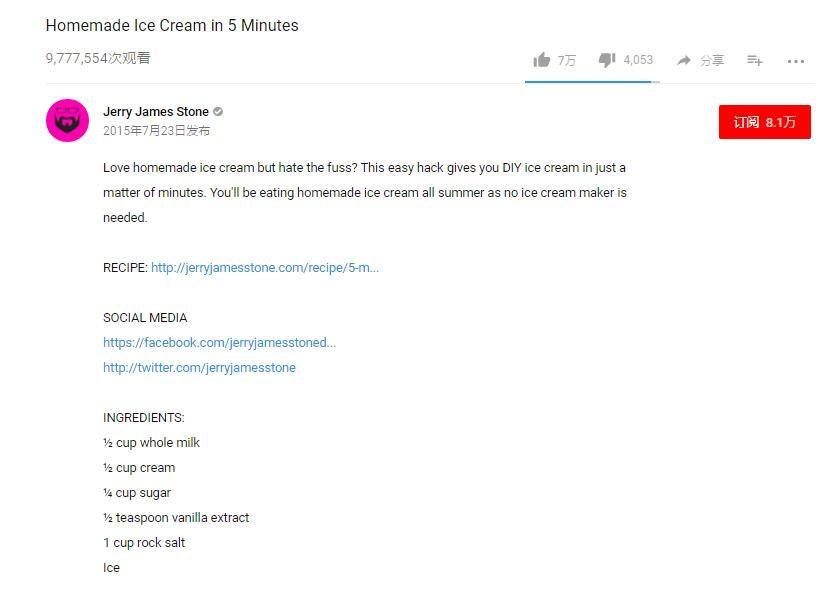 Homemade Ice Cream in 5 Minutes
9,777,554次观看
7万 4,053 分享
Jerry James Stone
2015年7月23日发布
订阅 8.1万
Love homemade ice cream but hate the fuss? This easy hack gives you DIY ice cream in just a
matter of minutes. You'll be eating homemade ice cream all summer as no ice cream maker is
needed.
RECIPE: http://jerryjamesstone.com/recipe/5-m...
SOCIAL MEDIA
https://facebook.com/jerryjamesstoned...
http://twitter.com/jerryjamesstone
INGREDIENTS:
½ cup whole milk
½ cup cream
¼ cup sugar
½ teaspoon vanilla extract
1 cup rock salt
Ice